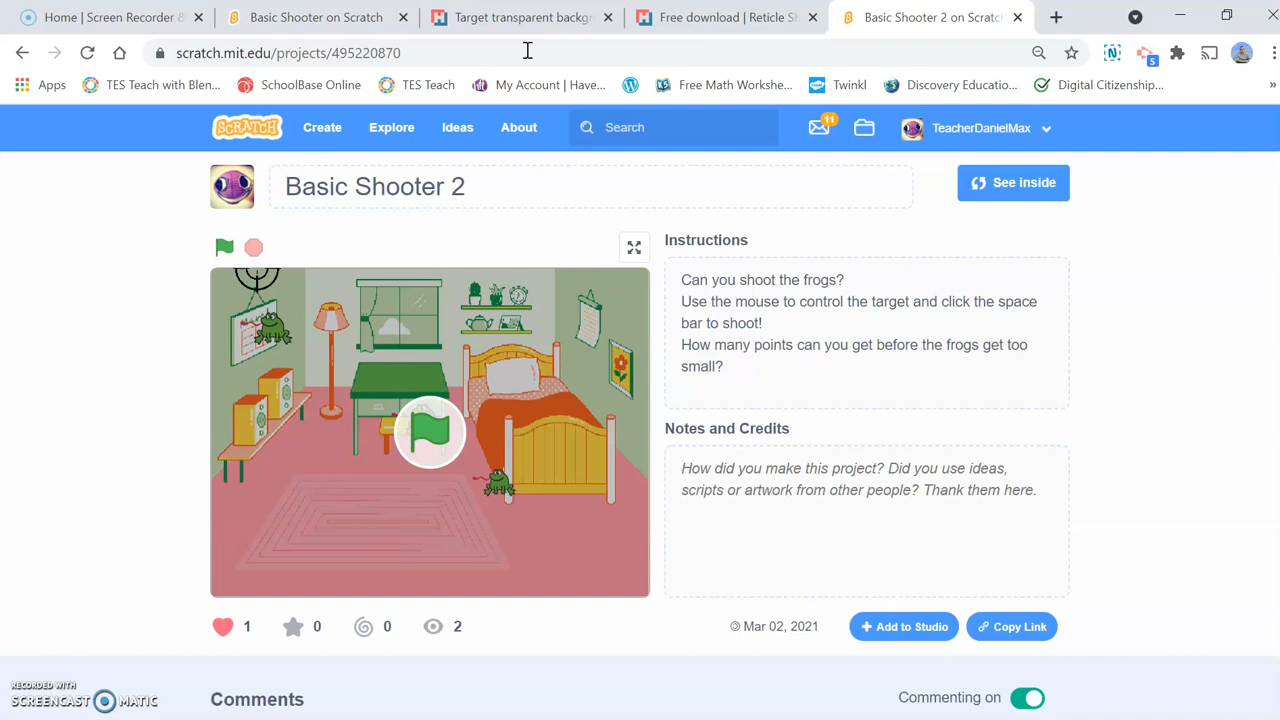 Home | Screen Recorder &
Basic Shooter on Scratch
Target transparent backgr
Free download | Reticle Sh
Basic Shooter 2 on Scratc
scratch.mit.edu/projects/495220870
5
Apps
TES Teach with Blen...
SchoolBase Online
TES Teach
My Account | Have...
Free Math Workshe...
Twinkl
Discovery Educatio...
Digital Citizenship...
»
SCRATCH
Create
Explore
Ideas
About
Search
11
TeacherDanielMax
Basic Shooter 2
See inside
Instructions
Can you shoot the frogs?
Use the mouse to control the target and click the space
bar to shoot!
How many points can you get before the frogs get too
small?
Notes and Credits
How did you make this project? Did you use ideas,
scripts or artwork from other people? Thank them here.
1
0
0
2
© Mar 02, 2021
+ Add to Studio
Copy Link
Comments
Commenting on
RECORDED WITH
SCREENCAST MATIC